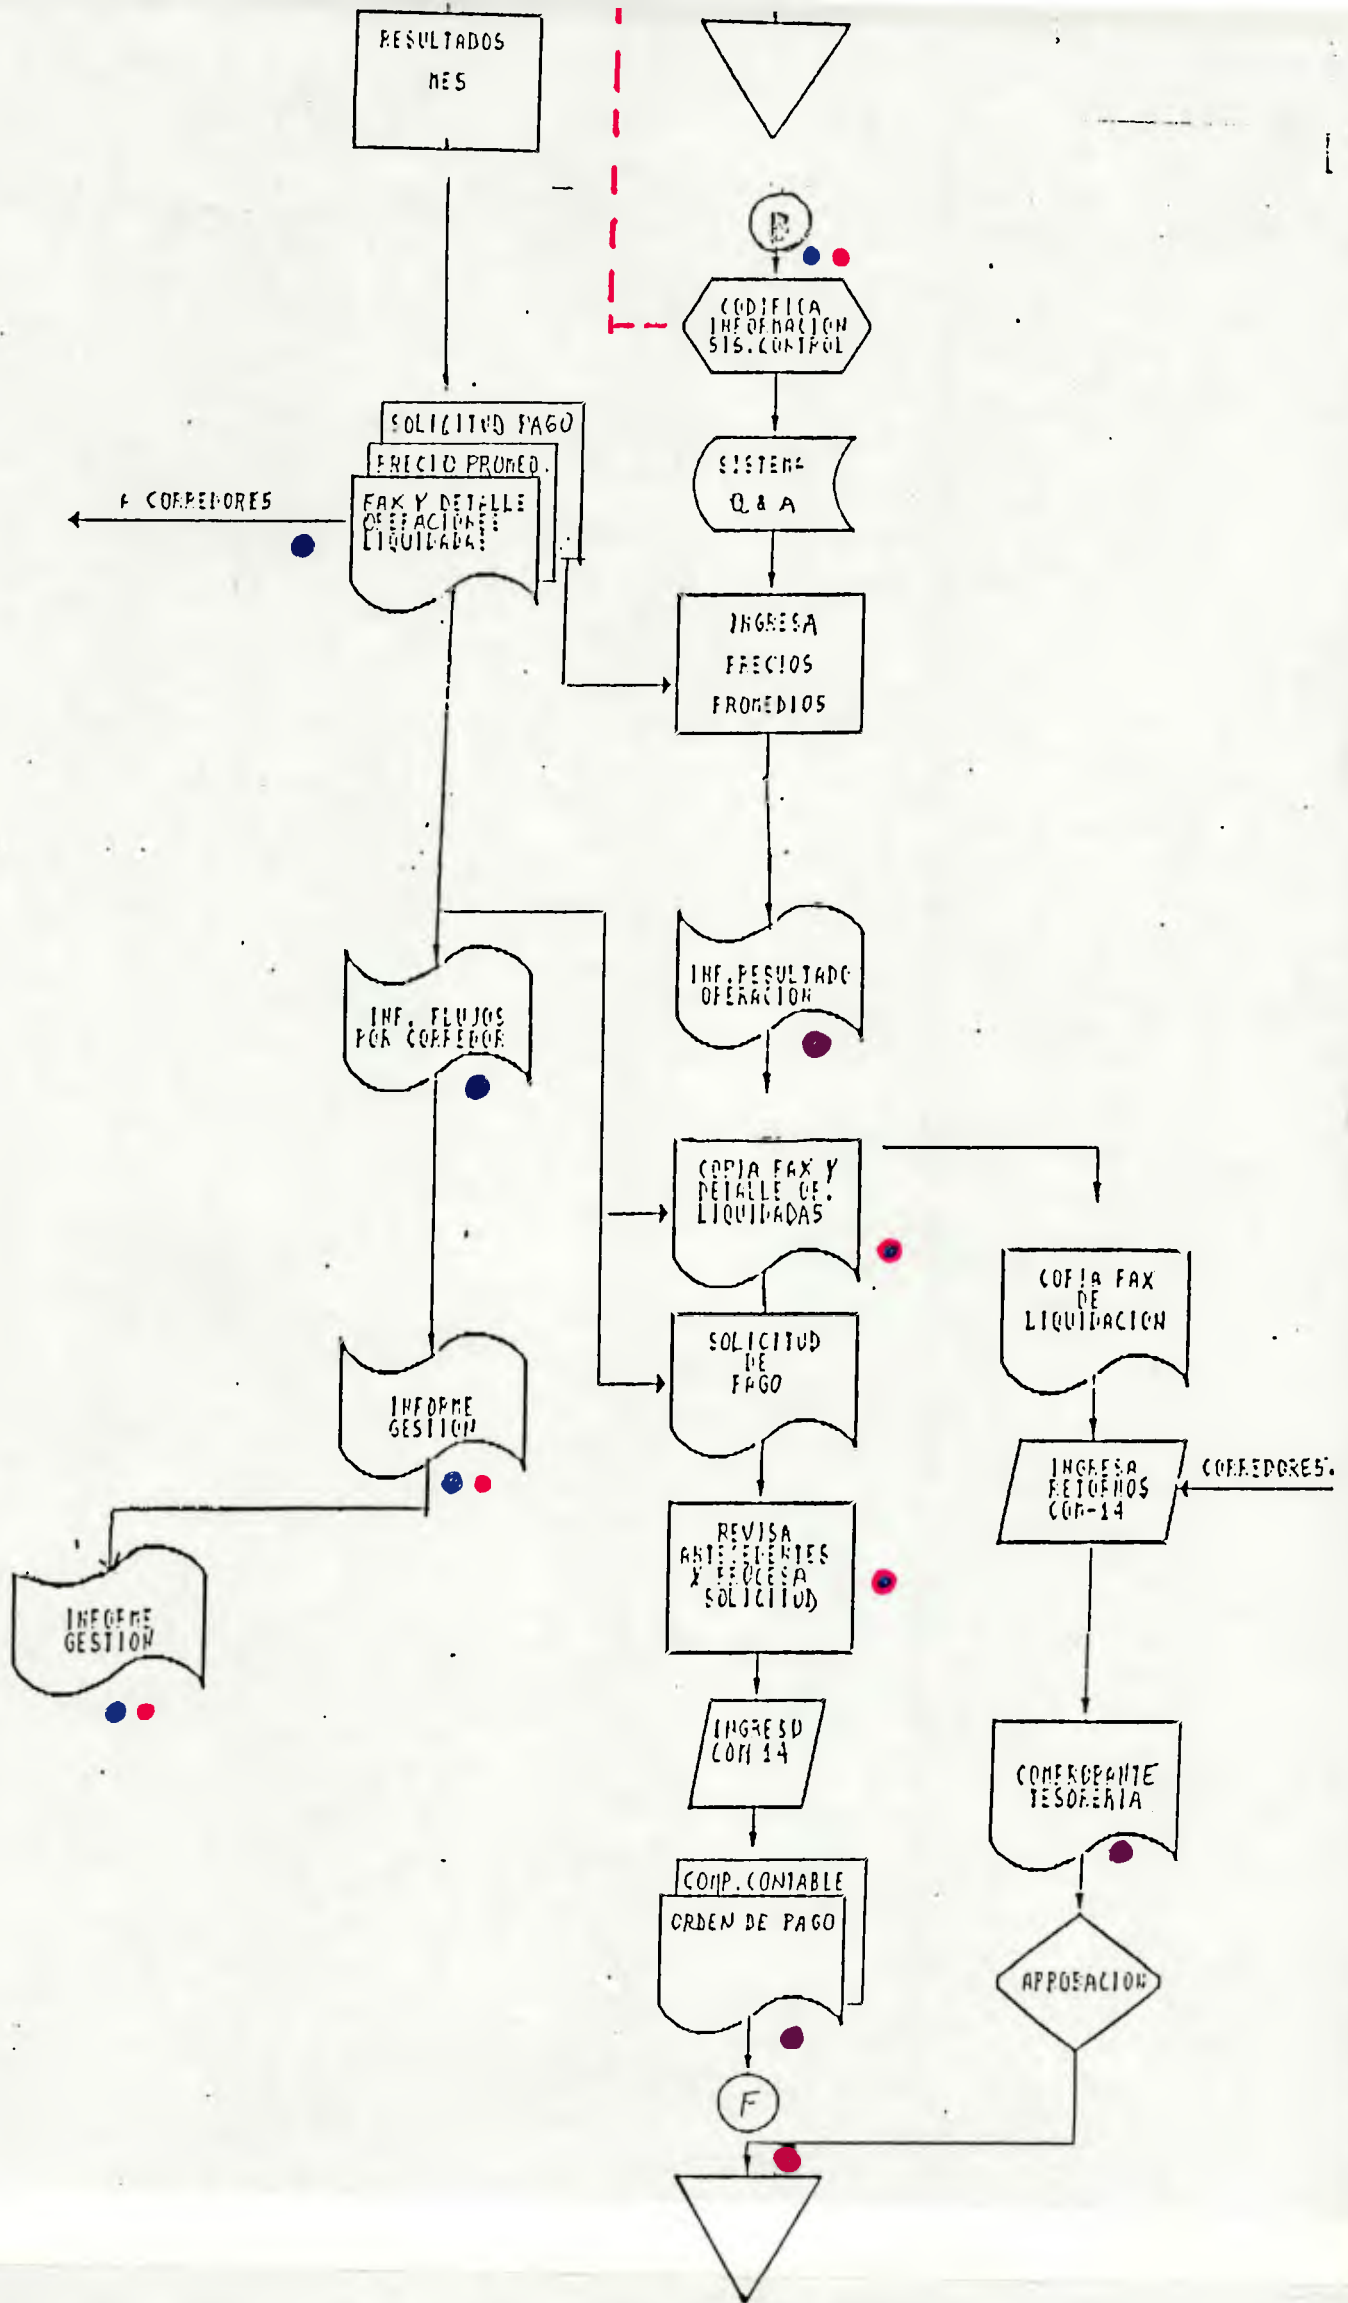 RESULTADOS
MES
B
CODIFICA
INFORMACION
SIS.CONTROL
SOLICITUD PAGO
PRECIO PROMED.
FAX Y DETALLE
OPERACIONES
LIQUIDADAS
A CORREDORES
SISTEMA
Q & A
INGRESA
PRECIOS
PROMEDIOS
INF.RESULTADO
OPERACION
INF. FLUJOS
POR CORREDOR
COPIA FAX Y
DETALLE OP.
LIQUIDADAS
COPIA FAX
DE
LIQUIDACION
SOLICITUD
DE
PAGO
INFORME
GESTION
INGRESA
RETORNOS
COM-14
CORREDORES.
REVISA
ANTECEDENTES
Y PROCESA
SOLICITUD
INFORME
GESTION
INGRESO
COM 14
COMPROBANTE
TESORERIA
COMP.CONTABLE
ORDEN DE PAGO
APROBACION
F